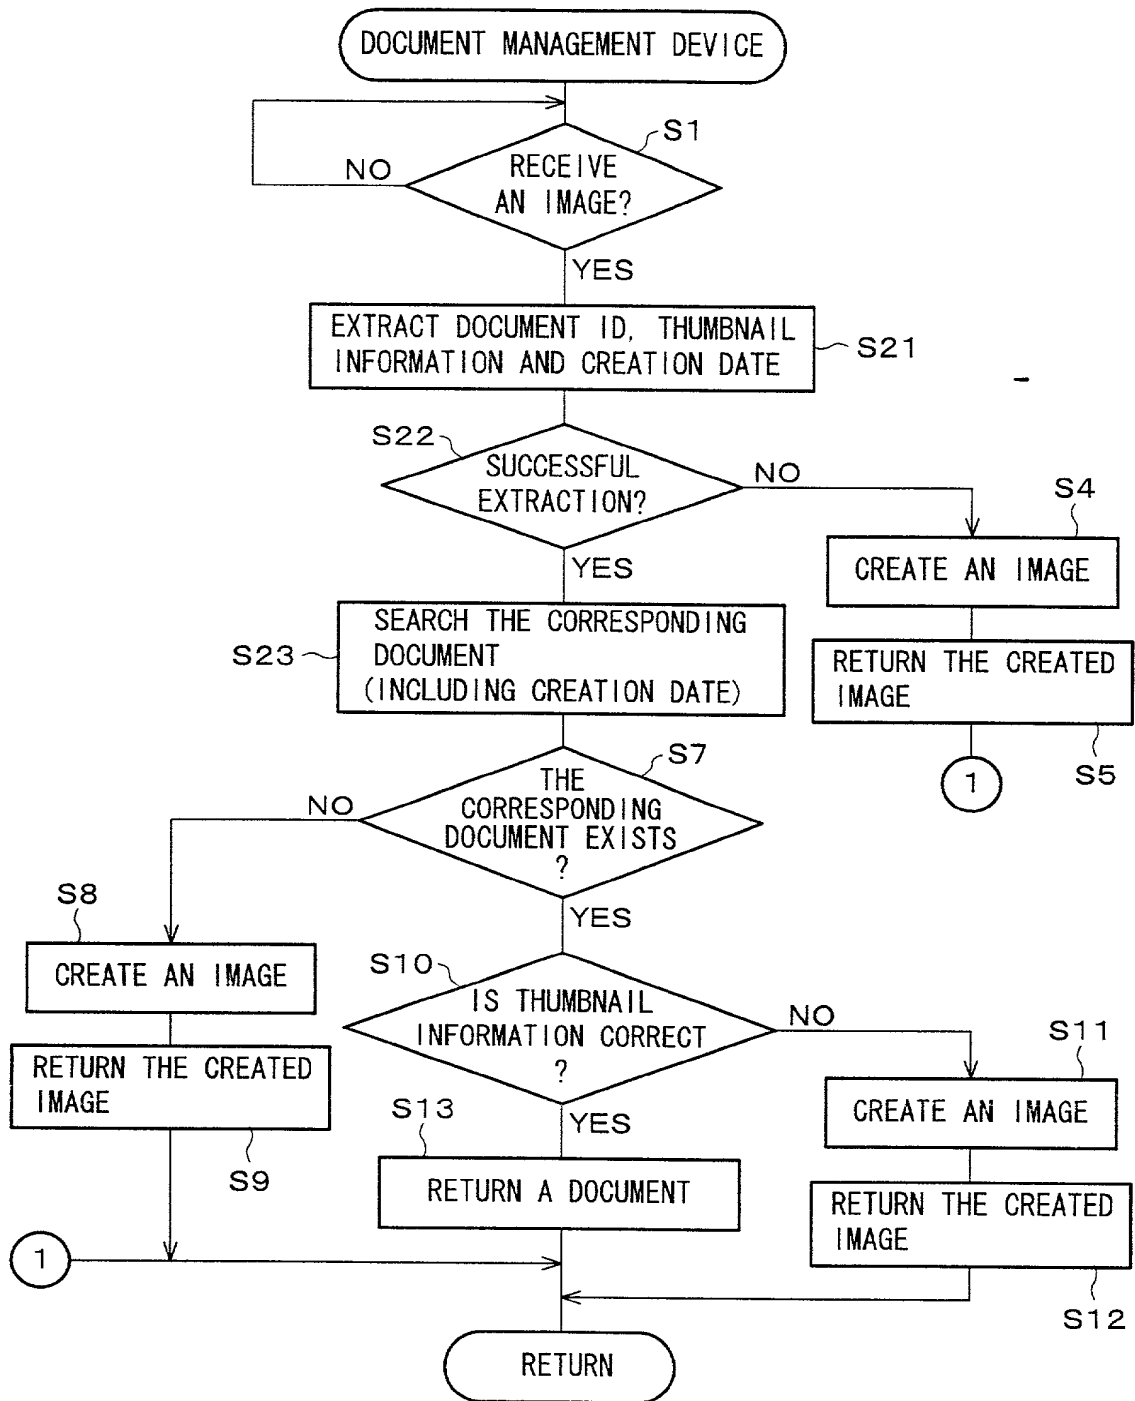 DOCUMENT MANAGEMENT DEVICE
S1
NO
RECEIVE
AN IMAGE?
YES
EXTRACT DOCUMENT ID, THUMBNAIL
INFORMATION AND CREATION DATE
S21
S22
SUCCESSFUL
EXTRACTION?
NO
YES
S4
CREATE AN IMAGE
RETURN THE CREATED
IMAGE
S5
1
S23
SEARCH THE CORRESPONDING
DOCUMENT
(INCLUDING CREATION DATE)
S7
THE
CORRESPONDING
DOCUMENT EXISTS
?
NO
YES
S8
CREATE AN IMAGE
RETURN THE CREATED
IMAGE
S9
S10
IS THUMBNAIL
INFORMATION CORRECT
?
NO
YES
S11
CREATE AN IMAGE
RETURN THE CREATED
IMAGE
S12
S13
RETURN A DOCUMENT
1
RETURN